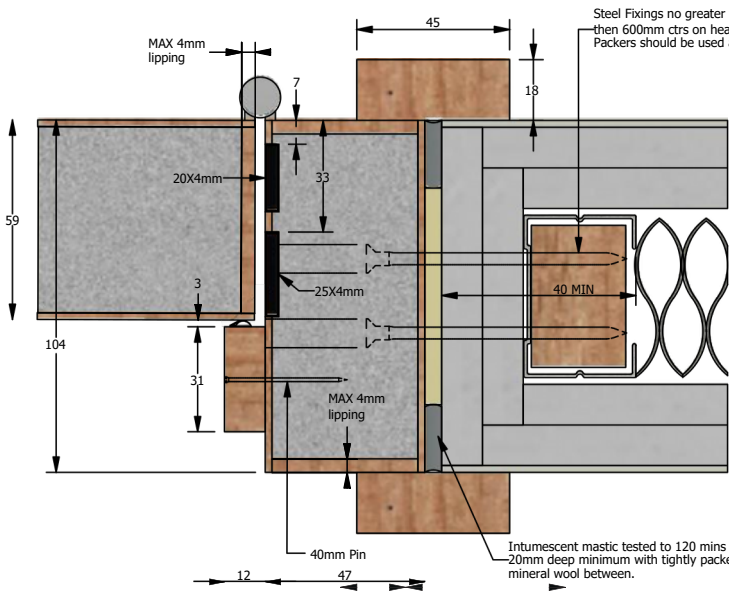 Steel Fixings no greater
then 600mm ctrs on hea
Packers should be used
45
MAX 4mm
lipping
7
18
20X4mm
33
59
25X4mm
40 MIN
3
104
31
MAX 4mm
lipping
40mm Pin
Intumescent mastic tested to 120 mins
20mm deep minimum with tightly packe
mineral wool between.
12
47